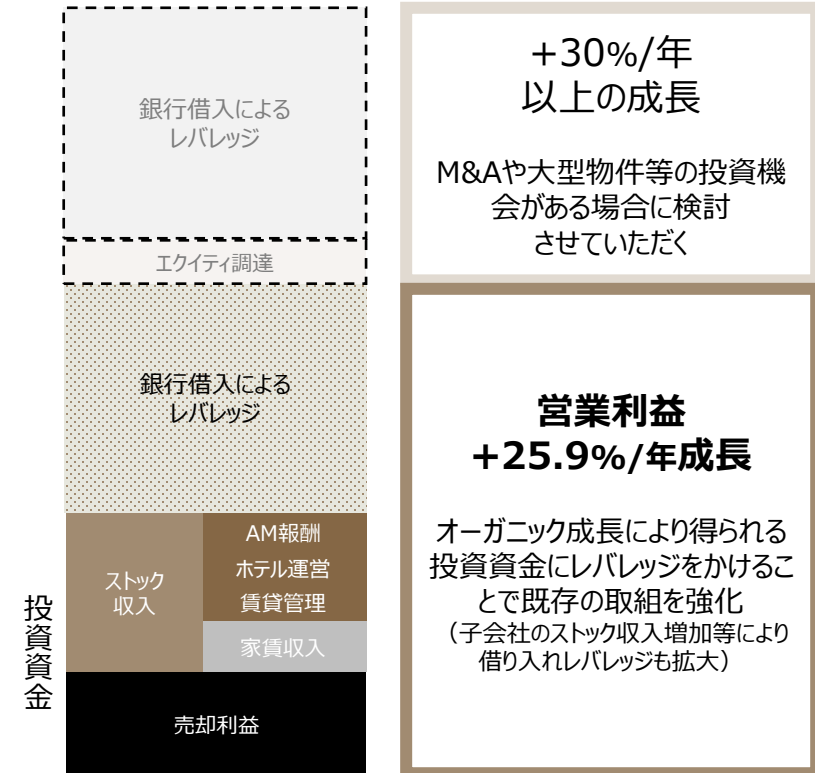 銀行借入による
レバレッジ
エクイティ調達
銀行借入による
レバレッジ
ストック
収入
AM報酬
ホテル運営
賃貸管理
家賃収入
売却利益
投資資金
+30%/年
以上の成長
M&Aや大型物件等の投資機
会がある場合に検討
させていただく
営業利益
+25.9%/年成長
オーガニック成長により得られる
投資資金にレバレッジをかけるこ
とで既存の取組を強化
（子会社のストック収入増加等により
借り入れレバレッジも拡大）